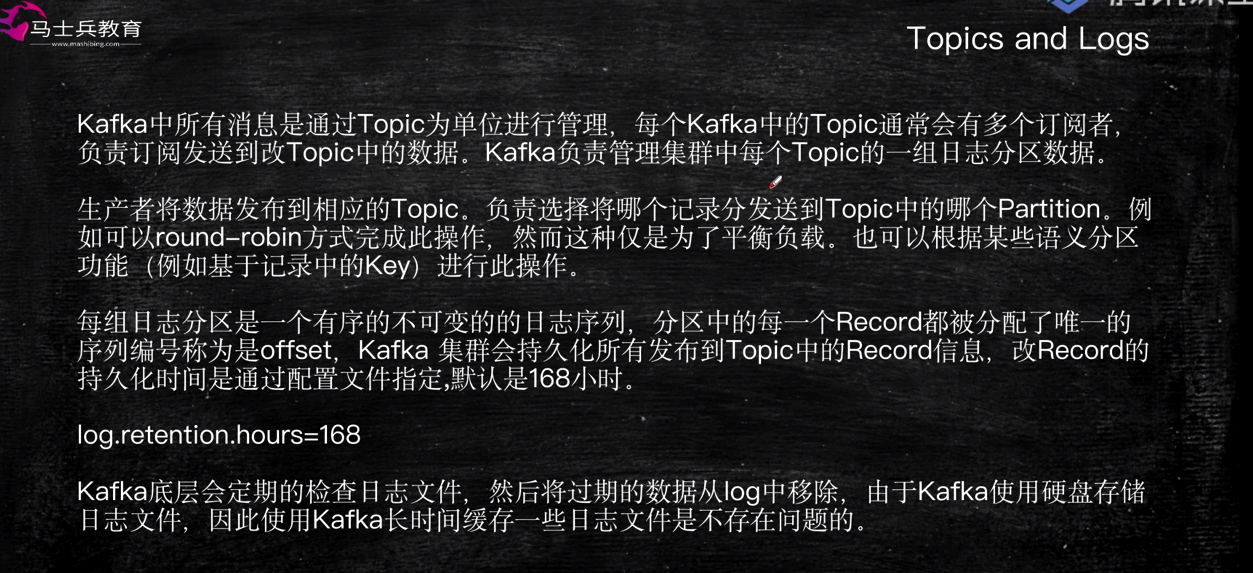 马士兵教育
www.mashibing.com
Topics and Logs
Kafka中所有消息是通过Topic为单位进行管理，每个Kafka中的Topic通常会有多个订阅者，
负责订阅发送到改Topic中的数据。Kafka负责管理集群中每个Topic的一组日志分区数据。
生产者将数据发布到相应的Topic。负责选择将哪个记录分发送到Topic中的哪个Partition。例
如可以round-robin方式完成此操作，然而这种仅是为了平衡负载。也可以根据某些语义分区
功能（例如基于记录中的Key）进行此操作。
每组日志分区是一个有序的不可变的的日志序列，分区中的每一个Record都被分配了唯一的
序列编号称为是offset，Kafka 集群会持久化所有发布到Topic中的Record信息，改Record的
持久化时间是通过配置文件指定,默认是168小时。
log.retention.hours=168
Kafka底层会定期的检查日志文件，然后将过期的数据从log中移除，由于Kafka使用硬盘存储
日志文件，因此使用Kafka长时间缓存一些日志文件是不存在问题的。